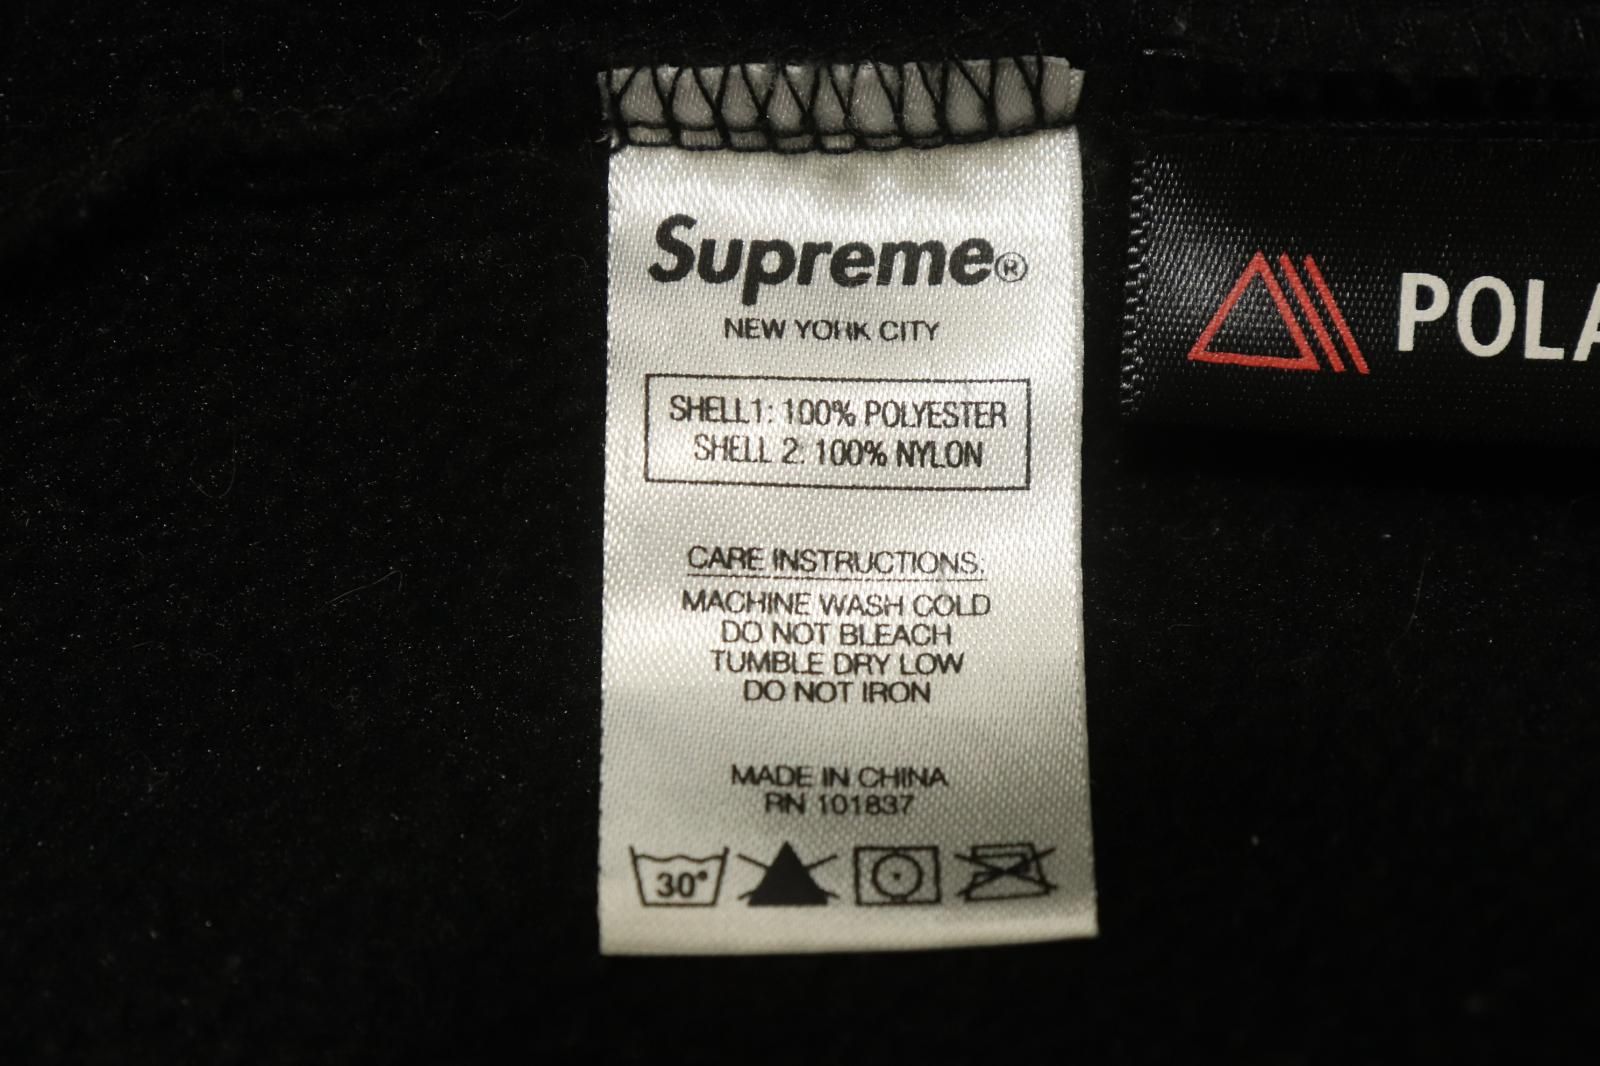 Supreme®
NEW YORK CITY
SHELL1: 100% POLYESTER
SHELL 2: 100% NYLON
CARE INSTRUCTIONS:
MACHINE WASH COLD
DO NOT BLEACH
TUMBLE DRY LOW
DO NOT IRON
MADE IN CHINA
RN 101837
30°
POLA